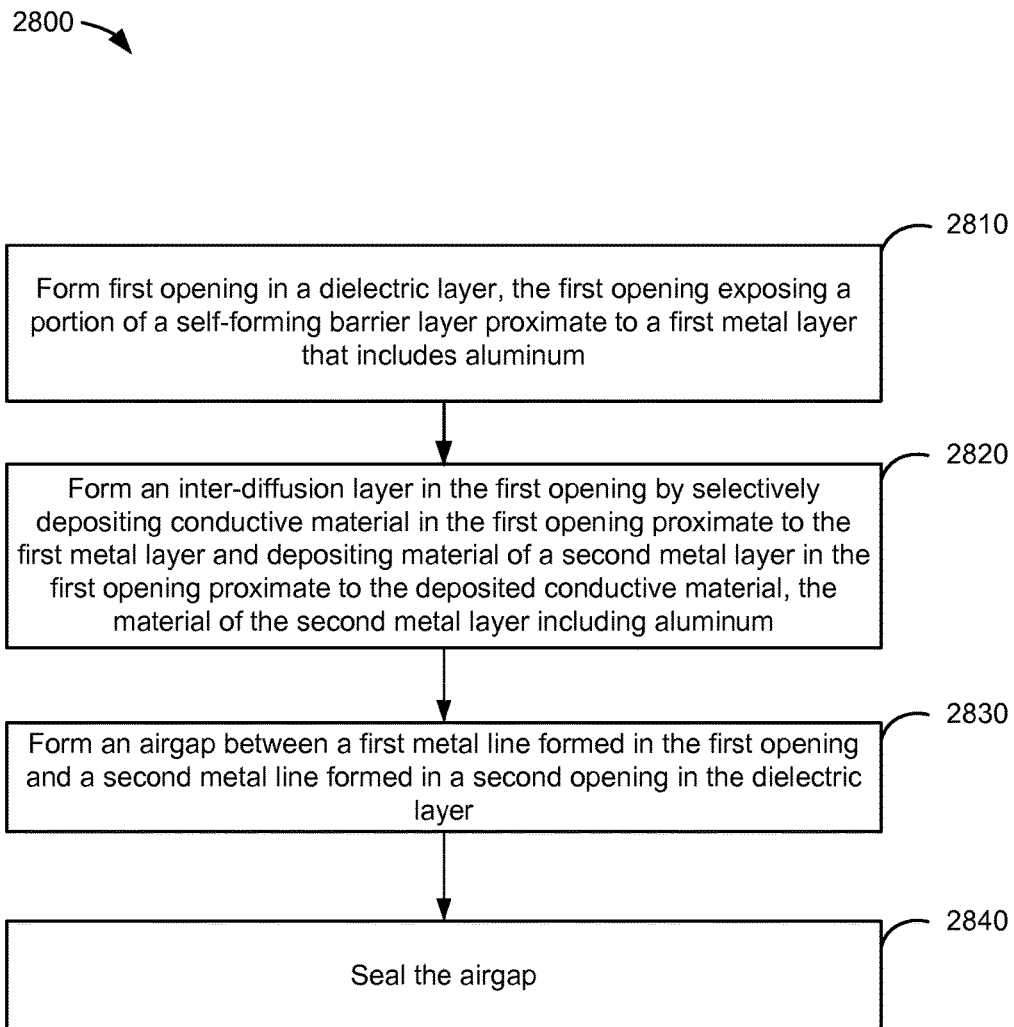 2800
2810
Form first opening in a dielectric layer, the first opening exposing a
portion of a self-forming barrier layer proximate to a first metal layer
that includes aluminum
2820
Form an inter-diffusion layer in the first opening by selectively
depositing conductive material in the first opening proximate to the
first metal layer and depositing material of a second metal layer in the
first opening proximate to the deposited conductive material, the
material of the second metal layer including aluminum
2830
Form an airgap between a first metal line formed in the first opening
and a second metal line formed in a second opening in the dielectric
layer
2840
Seal the airgap